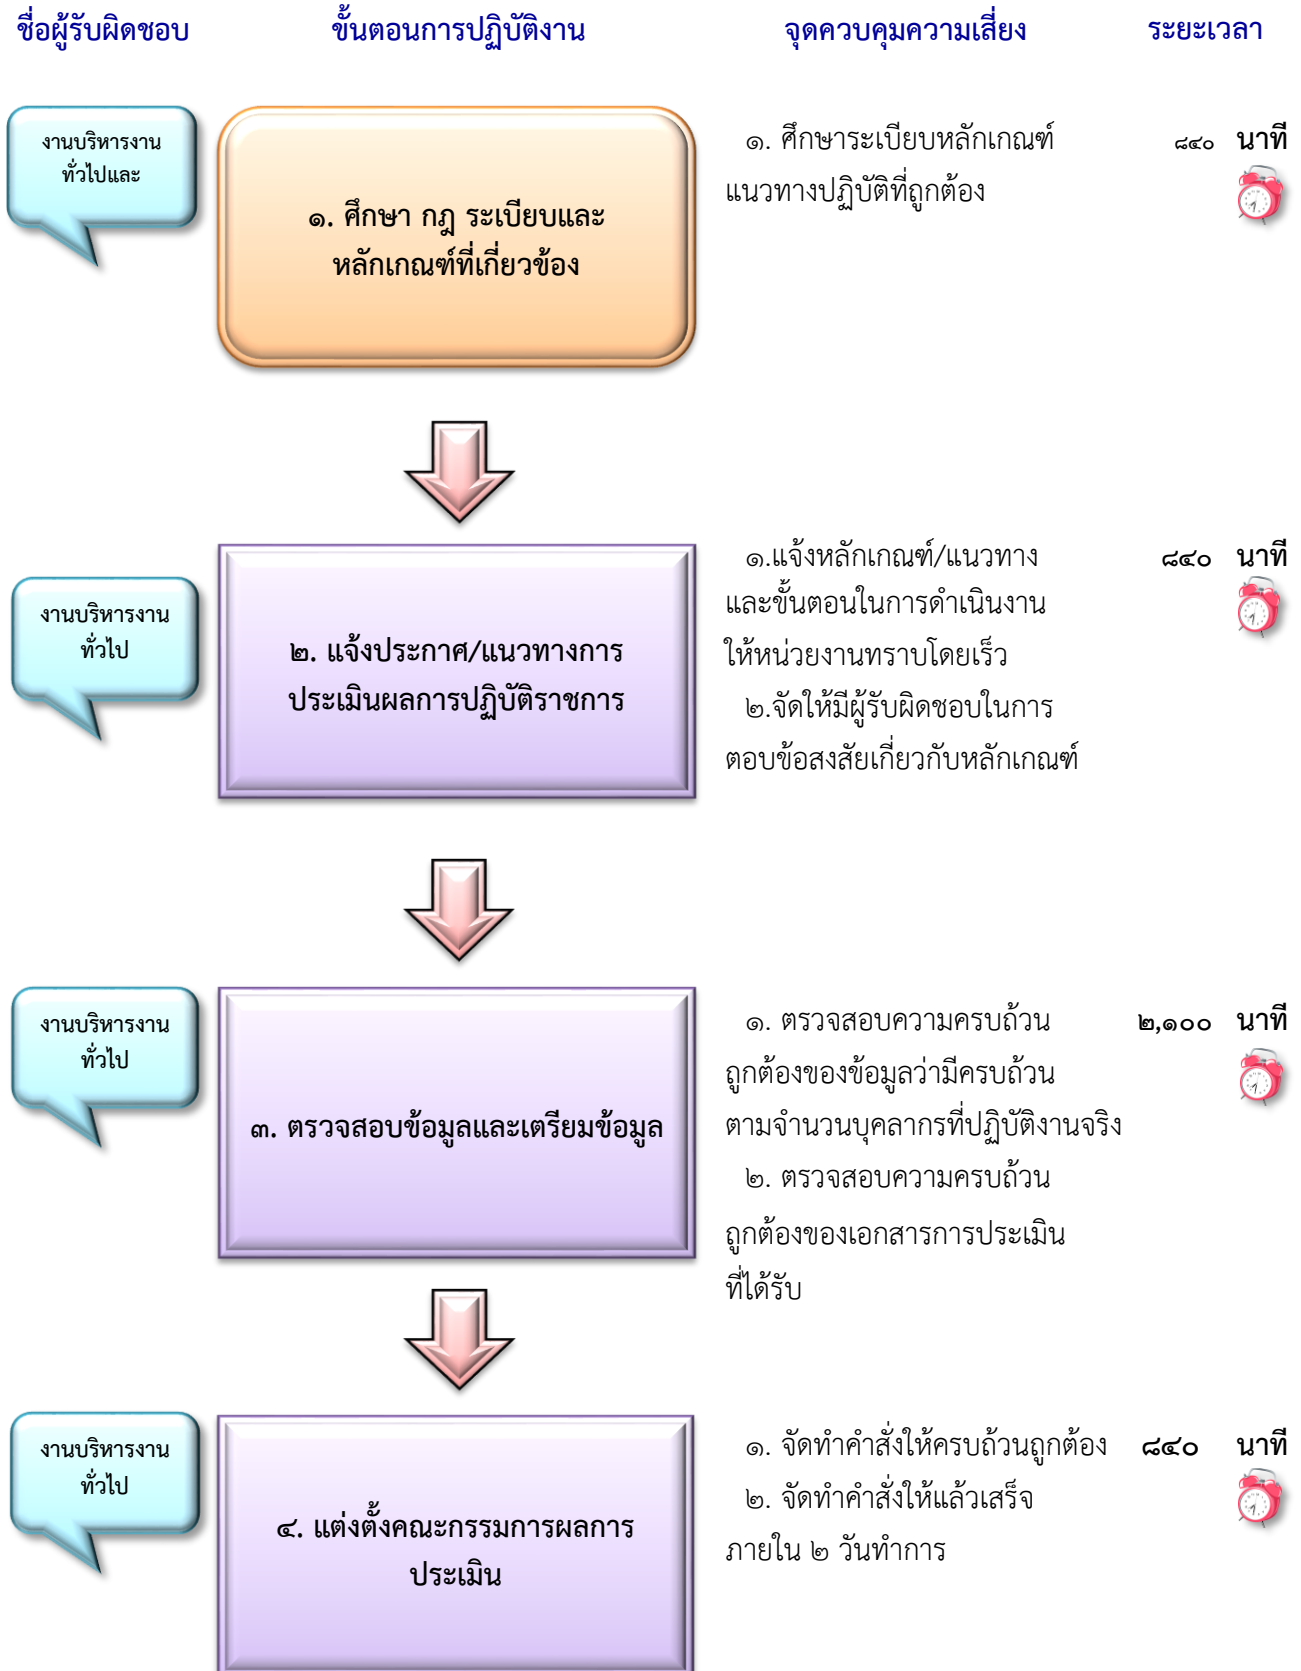 ชื่อผู้รับผิดชอบ ขั้นตอนการปฏิบัติงาน จุดควบคุมความเสี่ยง ระยะเวลา
งานบริหารงาน
ทั่วไปและ
๑. ศึกษา กฎ ระเบียบและ
หลักเกณฑ์ที่เกี่ยวข้อง
๑. ศึกษาระเบียบหลักเกณฑ์
แนวทางปฏิบัติที่ถูกต้อง
๘๔๐ นาที
งานบริหารงาน
ทั่วไป
๒. แจ้งประกาศ/แนวทางการ
ประเมินผลการปฏิบัติราชการ
๑.แจ้งหลักเกณฑ์/แนวทาง
และขั้นตอนในการดำเนินงาน
ให้หน่วยงานทราบโดยเร็ว
๒.จัดให้มีผู้รับผิดชอบในการ
ตอบข้อสงสัยเกี่ยวกับหลักเกณฑ์
๘๔๐ นาที
งานบริหารงาน
ทั่วไป
๓. ตรวจสอบข้อมูลและเตรียมข้อมูล
๑. ตรวจสอบความครบถ้วน
ถูกต้องของข้อมูลว่ามีครบถ้วน
ตามจำนวนบุคลากรที่ปฏิบัติงานจริง
๒. ตรวจสอบความครบถ้วน
ถูกต้องของเอกสารการประเมิน
ที่ได้รับ
๒,๑๐๐ นาที
งานบริหารงาน
ทั่วไป
๔. แต่งตั้งคณะกรรมการผลการ
ประเมิน
๑. จัดทำคำสั่งให้ครบถ้วนถูกต้อง
๒. จัดทำคำสั่งให้แล้วเสร็จ
ภายใน ๒ วันทำการ
๘๔๐ นาที